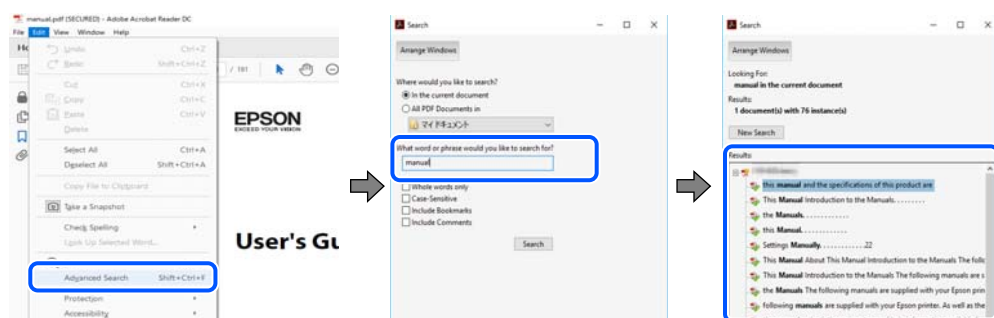 manual.pdf (SECURED) - Adobe Acrobat Reader DC
File Edit View Window Help
Undo Ctrl+Z
Redo Shift+Ctrl+Z
Cut Ctrl+X
Copy Ctrl+C
Paste Ctrl+V
Delete
Select All Ctrl+A
Deselect All Shift+Ctrl+A
Copy File to Clipboard
Take a Snapshot
Check Spelling
Look Up Selected Word...
Advanced Search Shift+Ctrl+F
Protection
Accessibility
/ 181
EPSON
EXCEED YOUR VISION
User's Gu
Search
Arrange Windows
Where would you like to search?
In the current document
All PDF Documents in
マイ ドキュメント
What word or phrase would you like to search for?
manual
Whole words only
Case-Sensitive
Include Bookmarks
Include Comments
Search
Search
Arrange Windows
Looking For:
manual in the current document
Results:
1 document(s) with 76 instance(s)
New Search
Results:
this manual and the specifications of this product are
This Manual Introduction to the Manuals. . . . . . . .
the Manuals. . . . . . . . . . . . .
this Manual. . . . . . . . . . . . .
Settings Manually. . . . . . . . . . . . 22
This Manual About This Manual Introduction to the Manuals The follo
This Manual Introduction to the Manuals The following manuals are s
the Manuals The following manuals are supplied with your Epson prin
following manuals are supplied with your Epson printer. As well as the